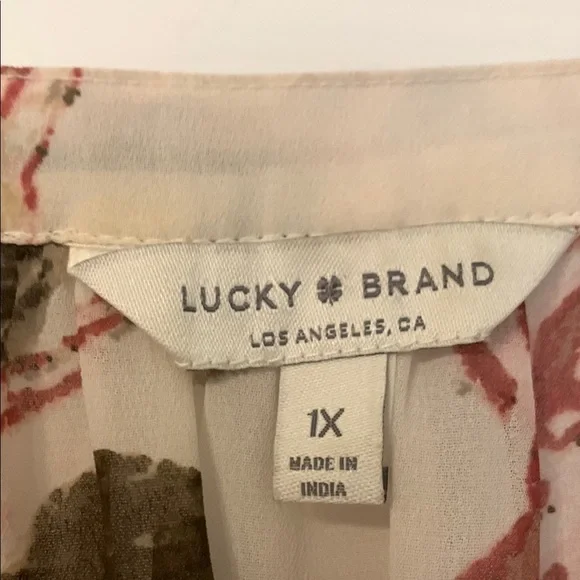 LUCKY BRAND
LOS ANGELES, CA
1X
MADE IN
INDIA